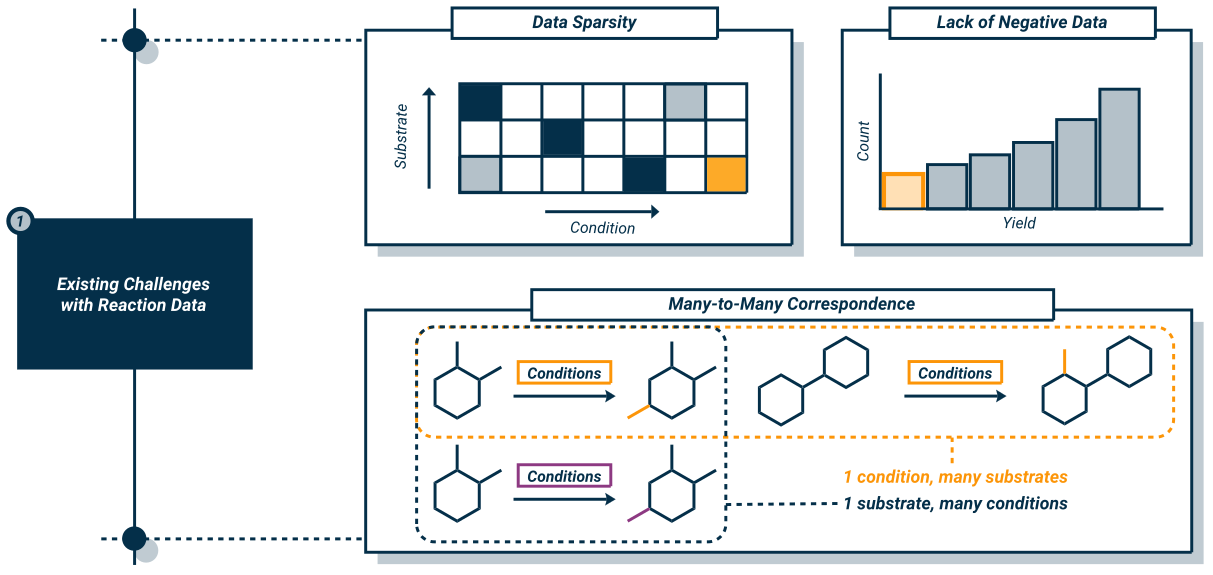 Data Sparsity
Lack of Negative Data
Substrate
Condition
Count
Yield
1
Existing Challenges
with Reaction Data
Many-to-Many Correspondence
Conditions
Conditions
Conditions
1 condition, many substrates
1 substrate, many conditions